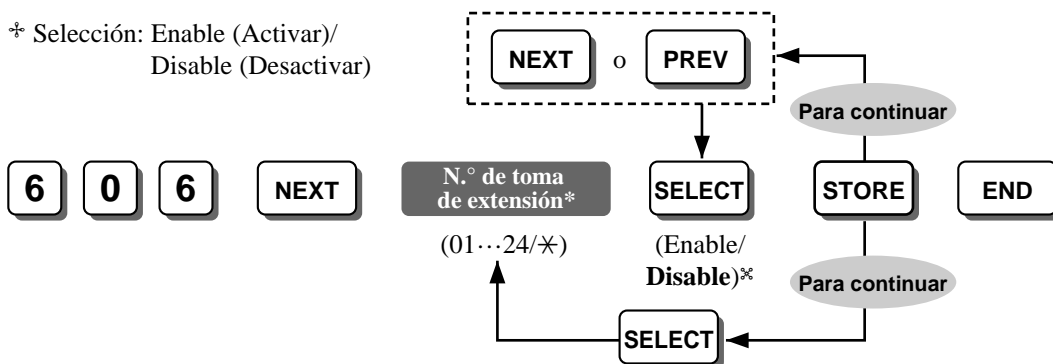 ✢ Selección: Enable (Activar)/
Disable (Desactivar)
NEXT o PREV
Para continuar
6 0 6 NEXT N.° de toma de extensión* SELECT STORE END
(01···24/✳) (Enable/
Disable)✠
Para continuar
SELECT